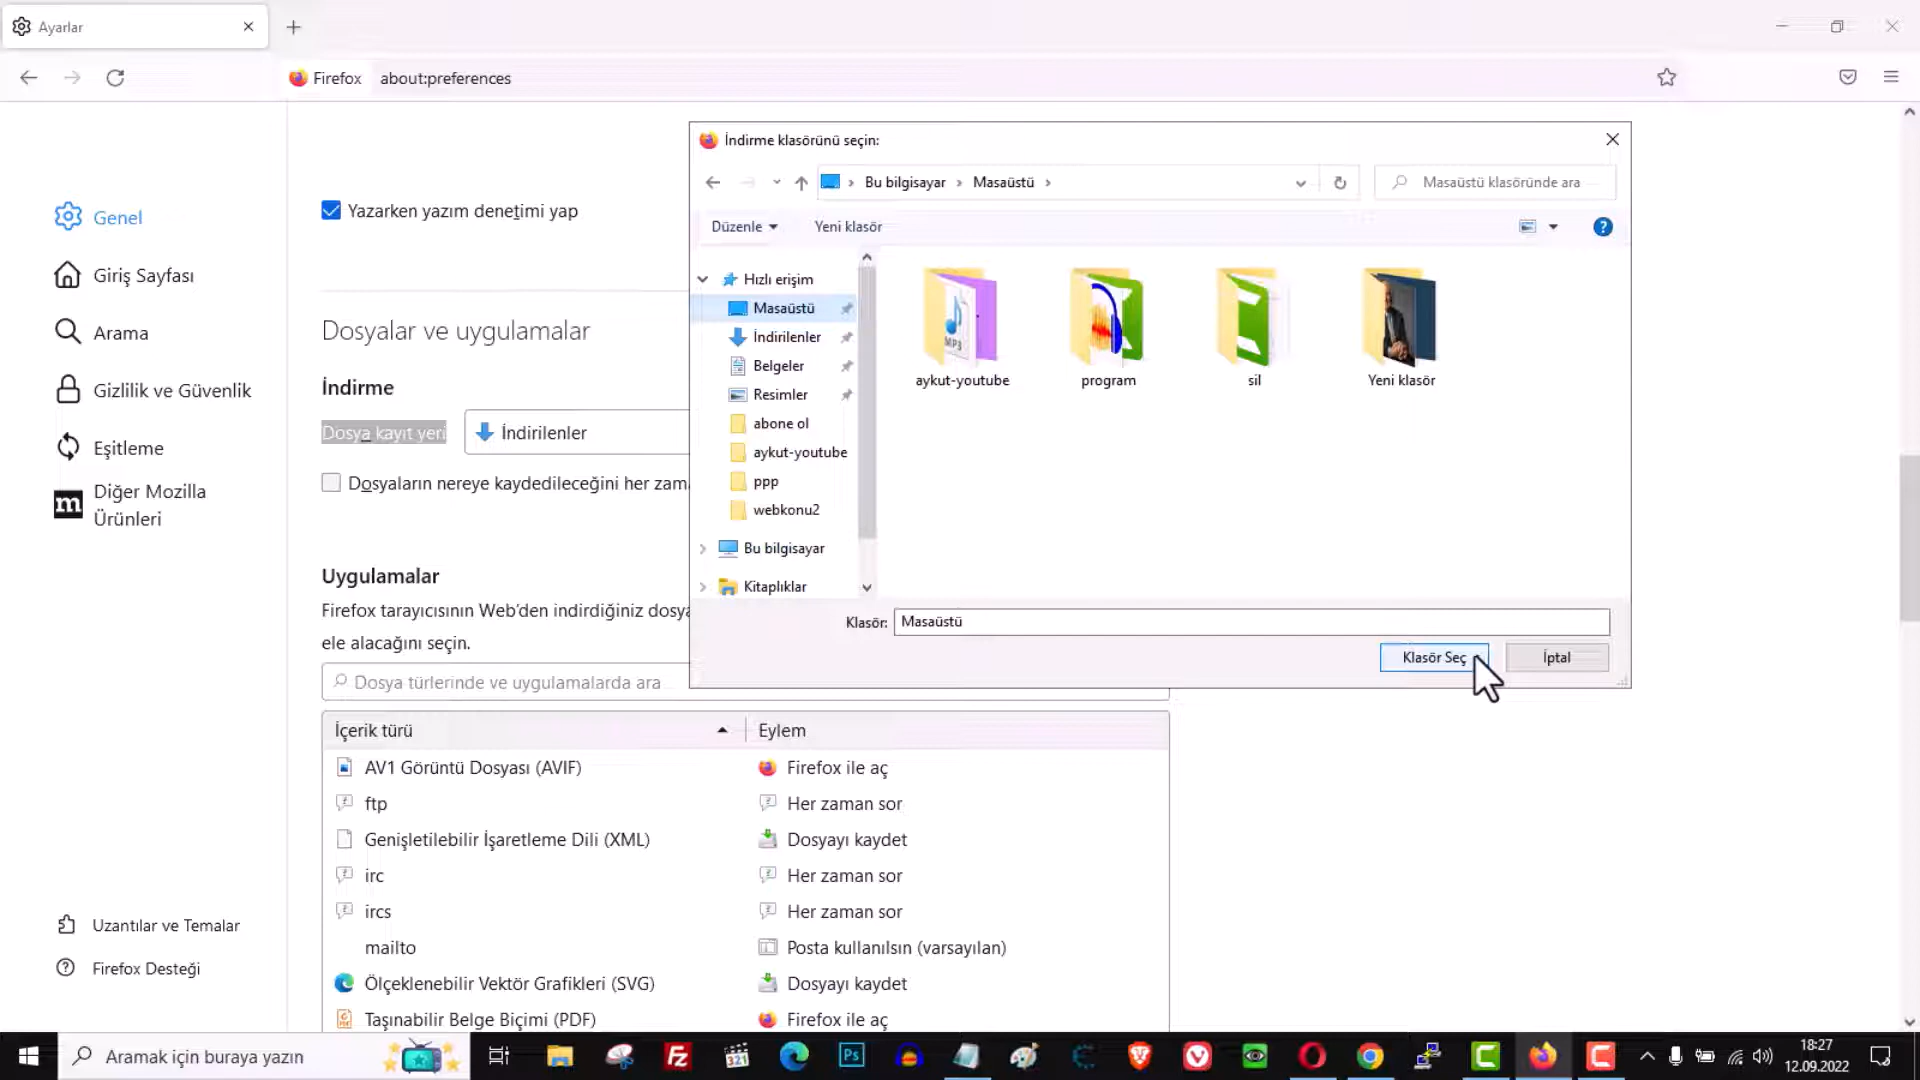 Ayarlar
Firefox
about:preferences
Genel
Giriş Sayfası
Arama
Gizlilik ve Güvenlik
Eşitleme
Diğer Mozilla
Ürünleri
Uzantılar ve Temalar
Firefox Desteği
Yazarken yazım denetimi yap
Dosyalar ve uygulamalar
İndirme
Dosya kayıt yeri
İndirilenler
Dosyaların nereye kaydedileceğini her zam
Uygulamalar
Firefox tarayıcısının Web'den indirdiğiniz dosya
ele alacağını seçin.
Dosya türlerinde ve uygulamalarda ara
İçerik türü Eylem
AV1 Görüntü Dosyası (AVIF) Firefox ile aç
ftp Her zaman sor
Genişletilebilir İşaretleme Dili (XML) Dosyayı kaydet
irc Her zaman sor
ircs Her zaman sor
mailto Posta kullanılsın (varsayılan)
Ölçeklenebilir Vektör Grafikleri (SVG) Dosyayı kaydet
Taşınabilir Belge Biçimi (PDF) Firefox ile aç
İndirme klasörünü seçin:
Bu bilgisayar › Masaüstü ›
Masaüstü klasöründe ara
Düzenle
Yeni klasör
Hızlı erişim
Masaüstü
İndirilenler
Belgeler
Resimler
abone ol
aykut-youtube
ppp
webkonu2
Bu bilgisayar
Kitaplıklar
MP3
aykut-youtube
program
sil
Yeni klasör
Klasör: Masaüstü
Klasör Seç
İptal
Aramak için buraya yazın
Fz
321
Ps
18:27
12.09.2022